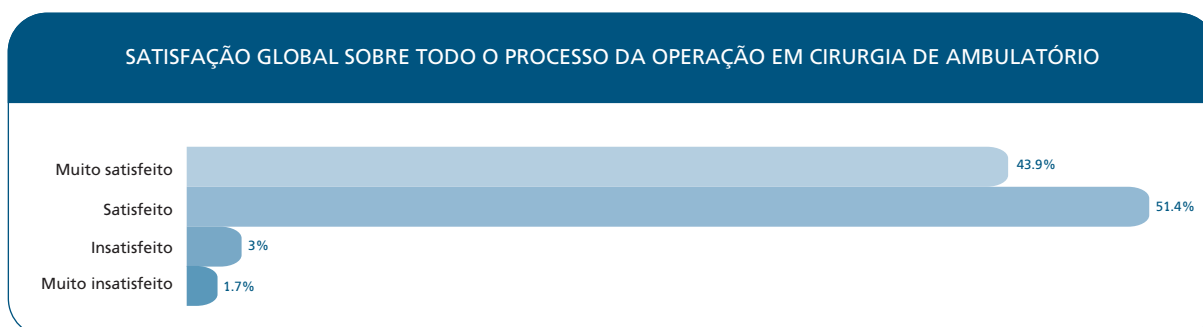 SATISFAÇÃO GLOBAL SOBRE TODO O PROCESSO DA OPERAÇÃO EM CIRURGIA DE AMBULATÓRIO
Muito satisfeito 43.9%
Satisfeito 51.4%
Insatisfeito 3%
Muito insatisfeito 1.7%